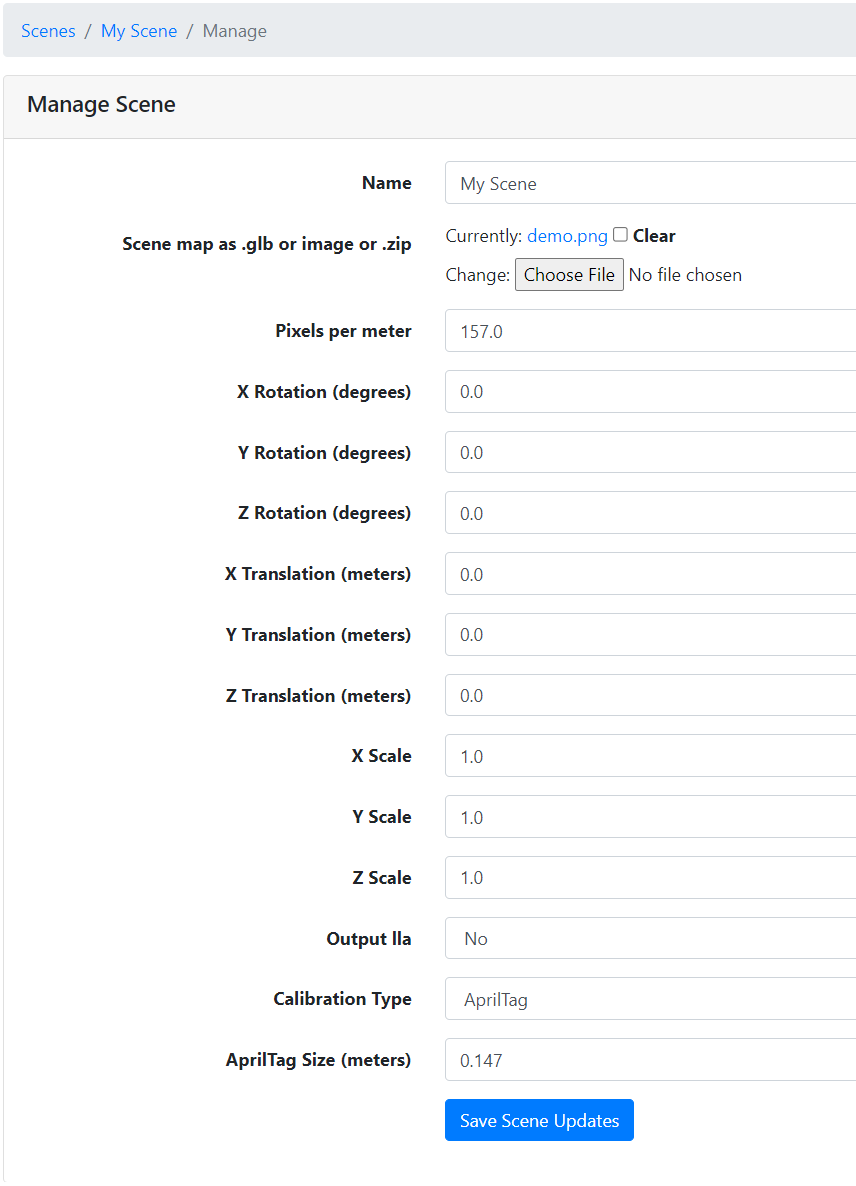 Scenes / My Scene / Manage
Manage Scene
Name My Scene
Scene map as .glb or image or .zip Currently: demo.png Clear
Change: Choose File No file chosen
Pixels per meter 157.0
X Rotation (degrees) 0.0
Y Rotation (degrees) 0.0
Z Rotation (degrees) 0.0
X Translation (meters) 0.0
Y Translation (meters) 0.0
Z Translation (meters) 0.0
X Scale 1.0
Y Scale 1.0
Z Scale 1.0
Output lla No
Calibration Type AprilTag
AprilTag Size (meters) 0.147
Save Scene Updates